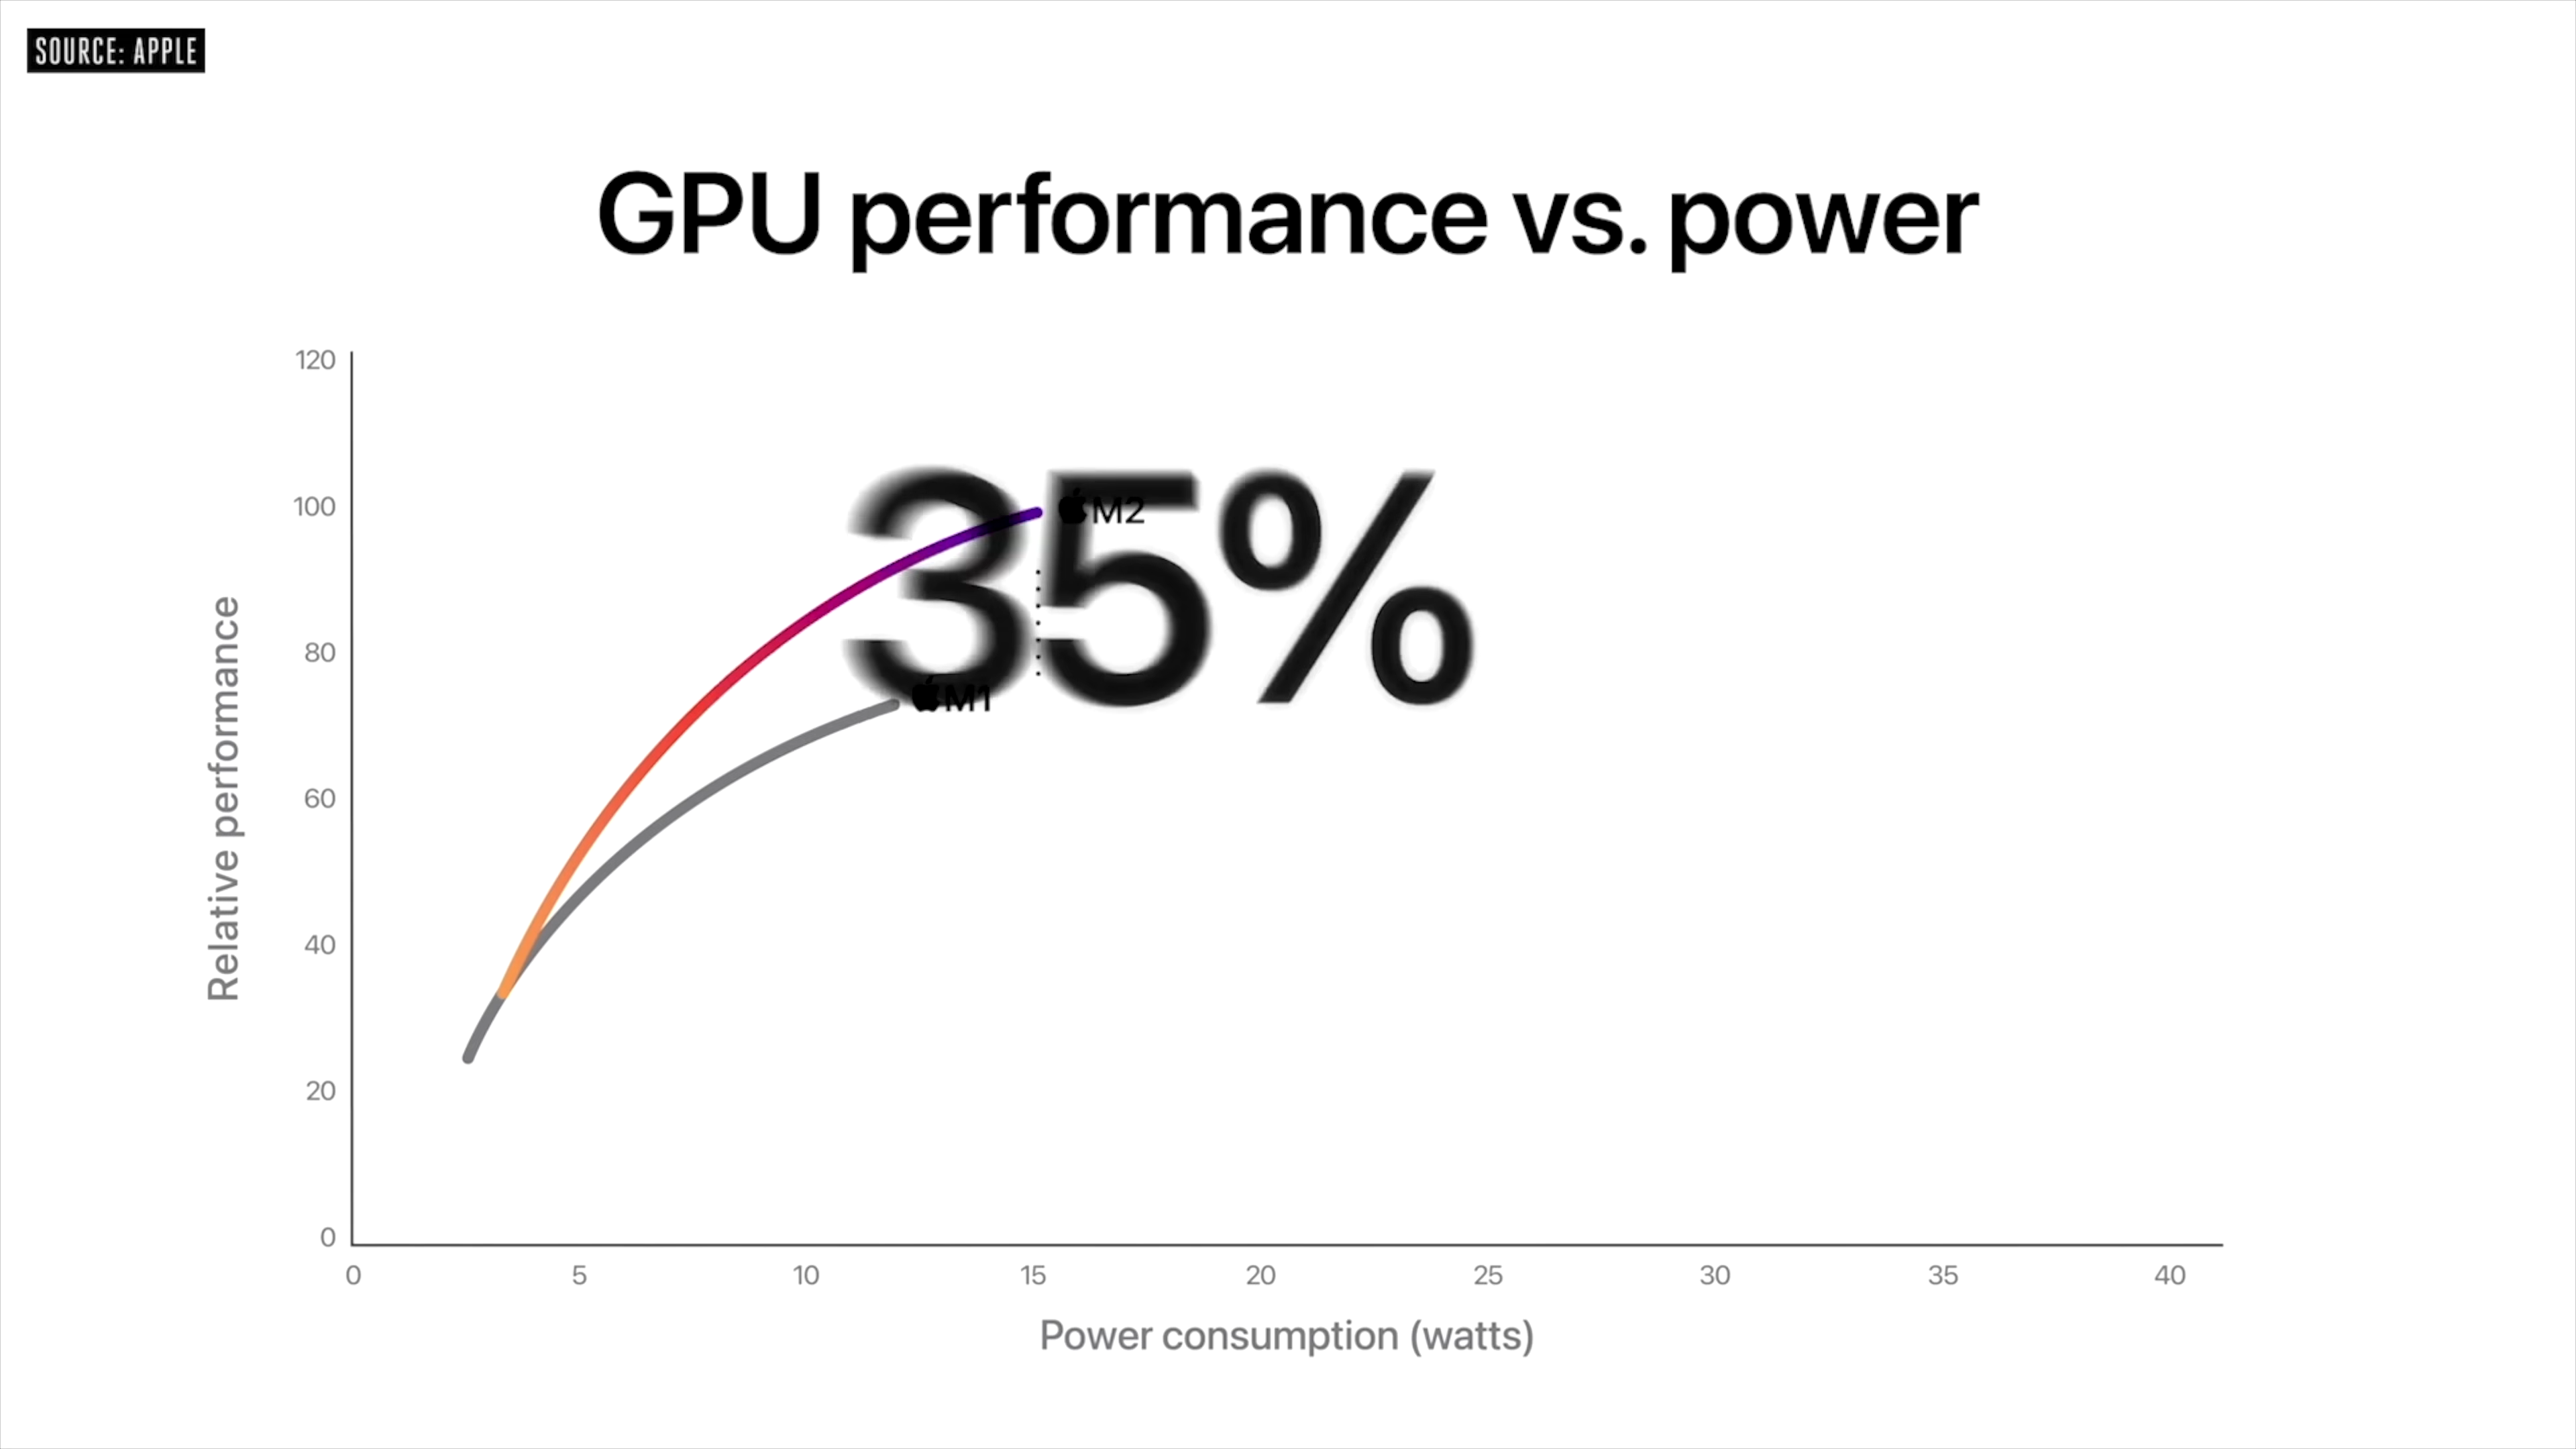 SOURCE: APPLE
GPU performance vs. power
120
100
80
60
40
20
0
Relative performance
35%
M2
M1
0 5 10 15 20 25 30 35 40
Power consumption (watts)